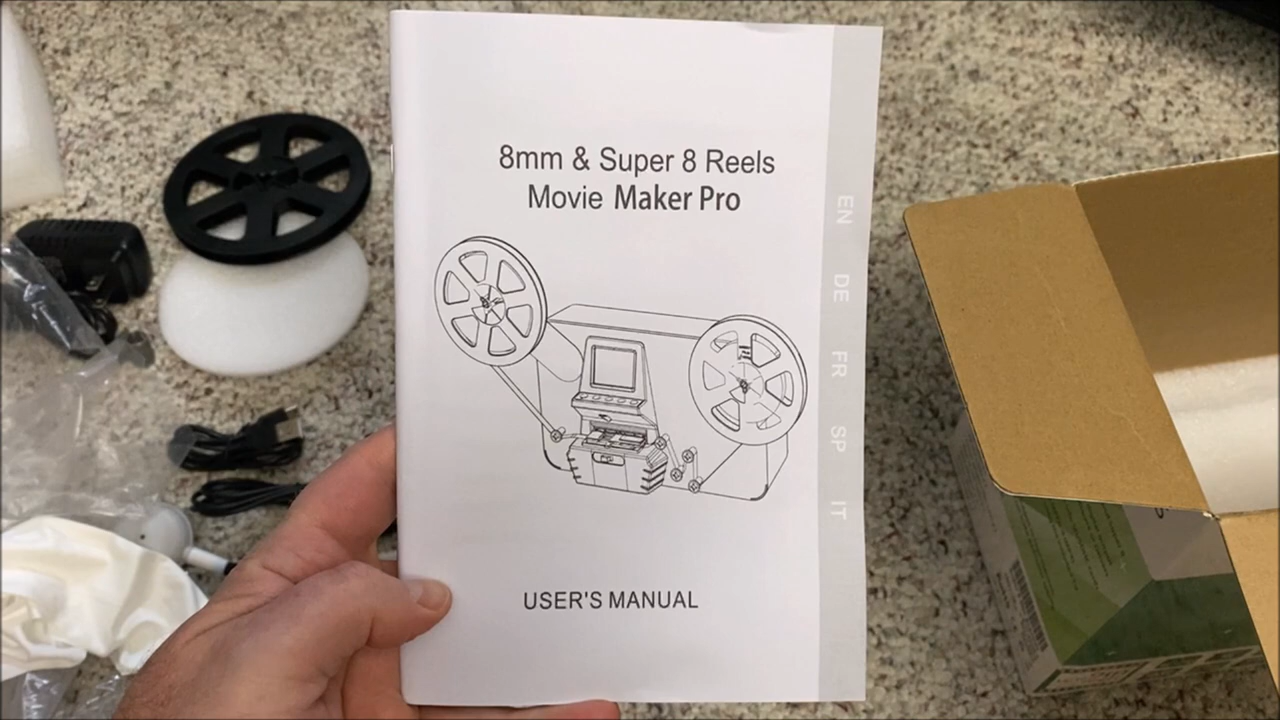 8mm & Super 8 Reels
Movie Maker Pro
EN
DE
FR
SP
IT
USER'S MANUAL